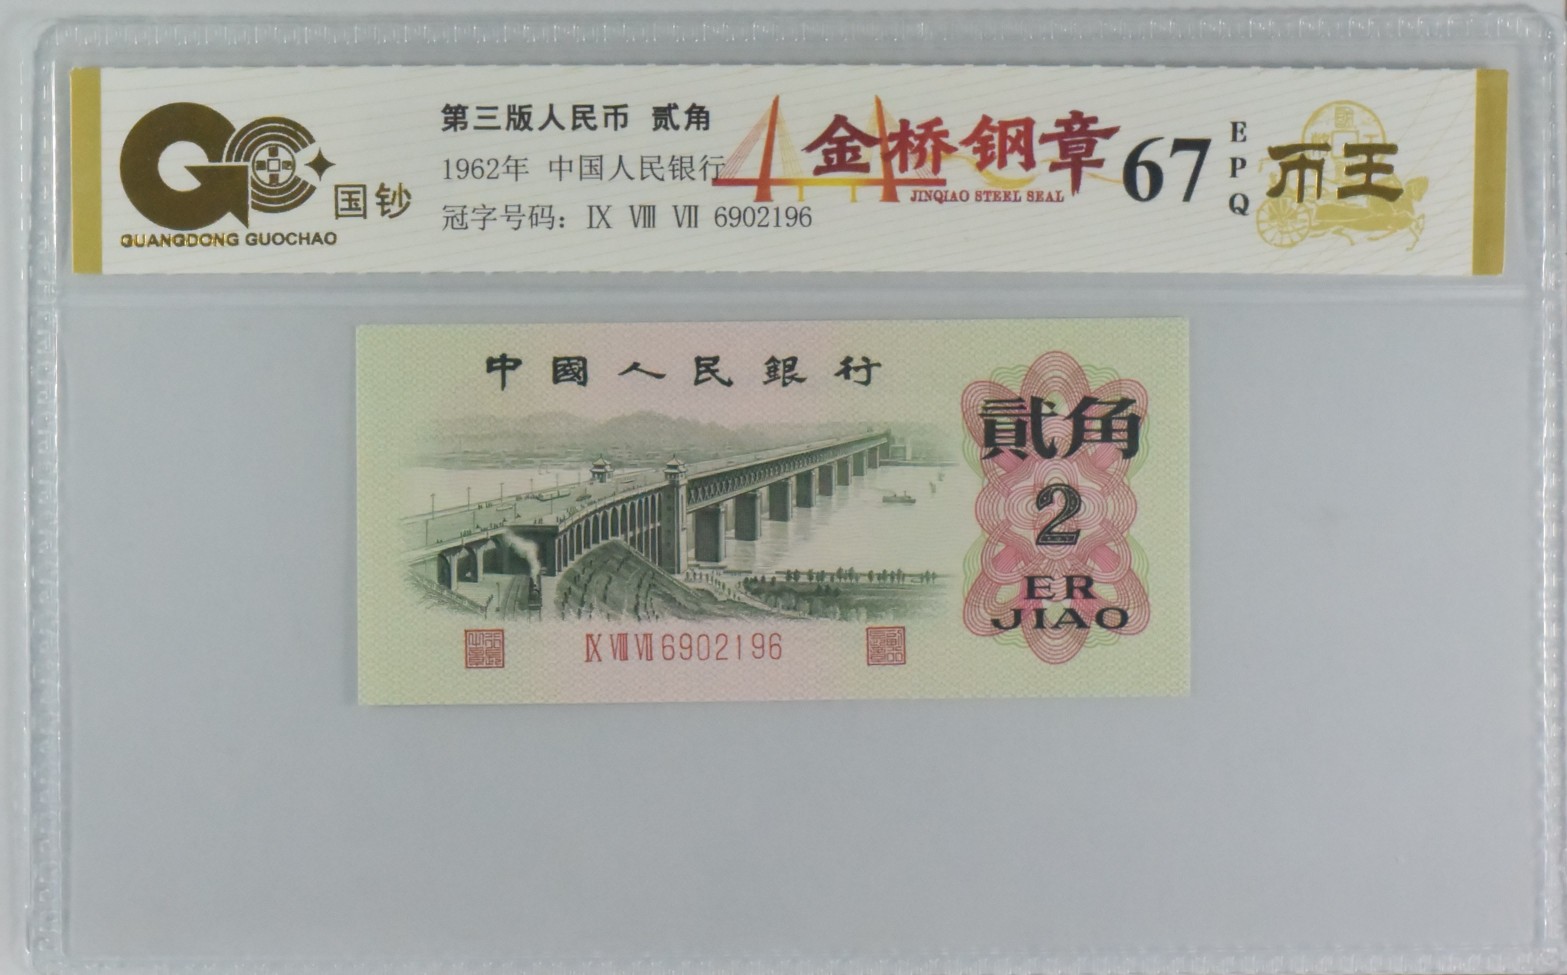 GUANGDONG GUOCHAO
国钞
第三版人民币 贰角
1962年 中国人民银行
冠字号码: Ⅸ Ⅷ Ⅶ 6902196
金桥钢章
JINQIAO STEEL SEAL
67
EPQ
币王
中國人民銀行
貳角
2
ER
JIAO
Ⅸ Ⅷ Ⅶ 6902196